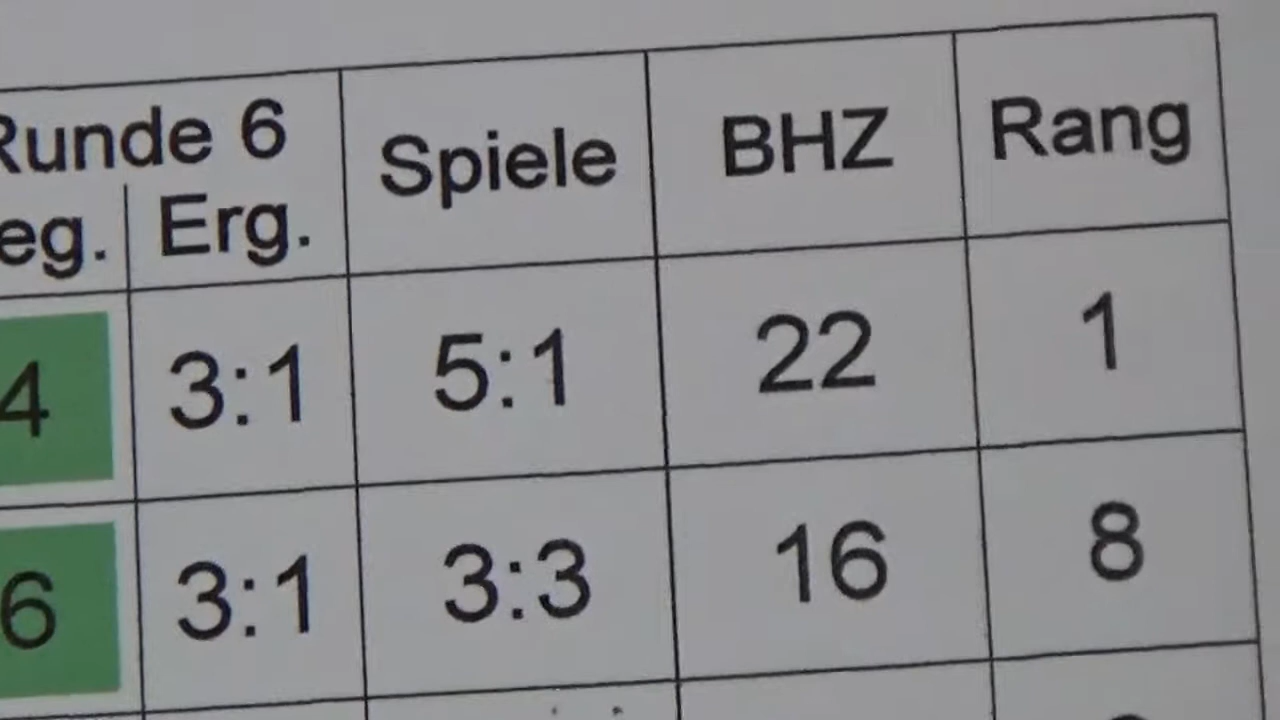 Runde 6 Spiele BHZ Rang
eg. Erg.
4 3:1 5:1 22 1
6 3:1 3:3 16 8